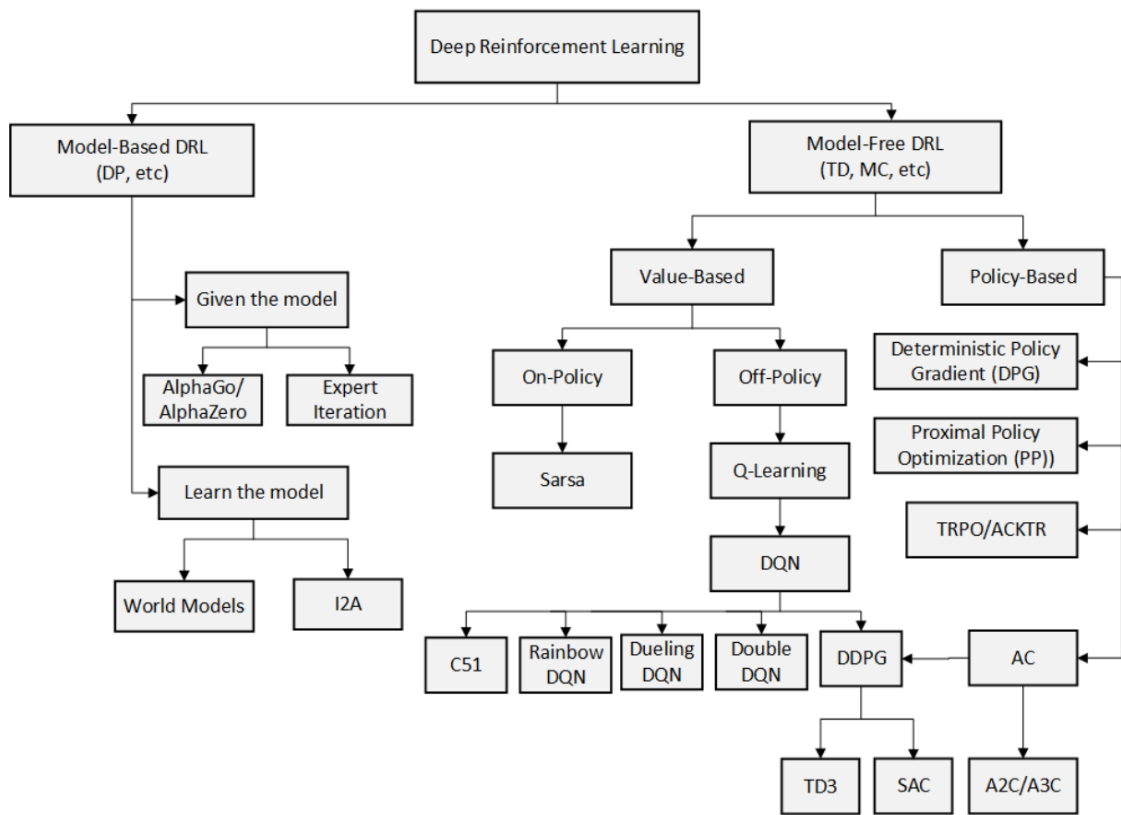 Deep Reinforcement Learning
Model-Based DRL
(DP, etc)
Model-Free DRL
(TD, MC, etc)
Value-Based
Policy-Based
Given the model
On-Policy
Off-Policy
Deterministic Policy
Gradient (DPG)
AlphaGo/
AlphaZero
Expert
Iteration
Sarsa
Q-Learning
Proximal Policy
Optimization (PP))
Learn the model
DQN
TRPO/ACKTR
World Models
I2A
C51
Rainbow
DQN
Dueling
DQN
Double
DQN
DDPG
AC
TD3
SAC
A2C/A3C